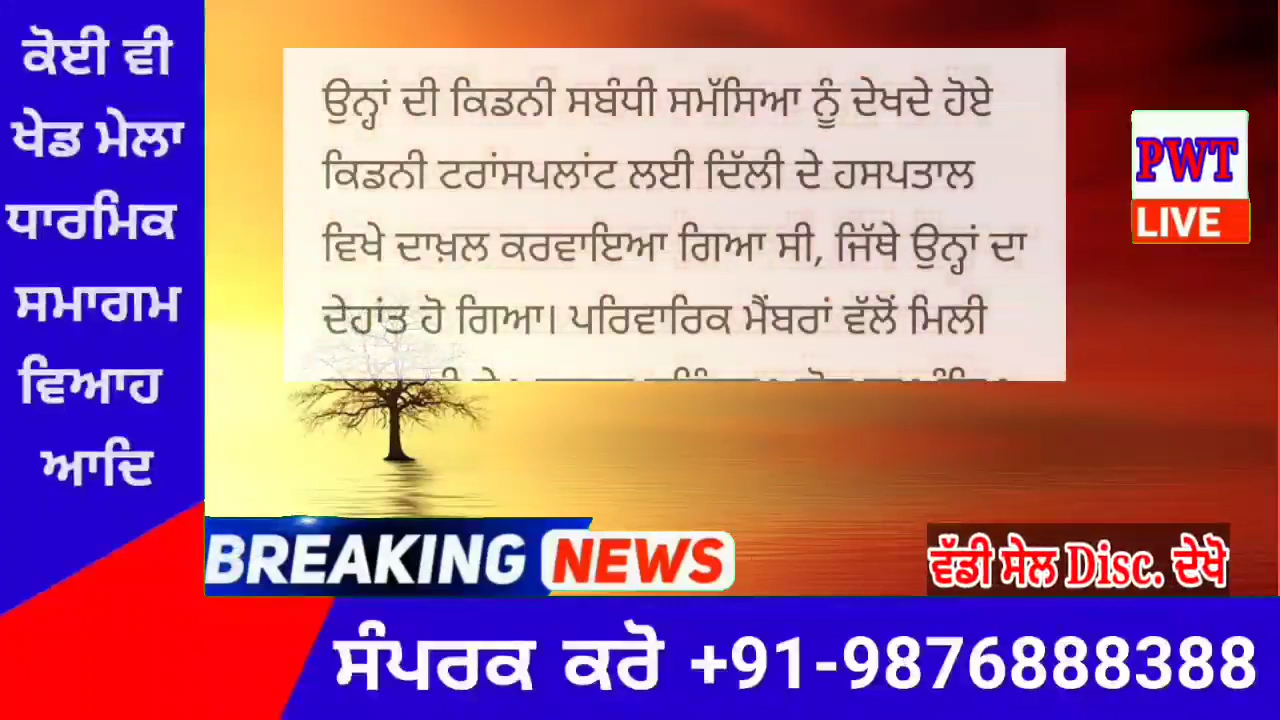 ਕੋਈ ਵੀ
ਖੇਡ ਮੇਲਾ
ਧਾਰਮਿਕ
ਸਮਾਗਮ
ਵਿਆਹ
ਆਦਿ
ਉਨ੍ਹਾਂ ਦੀ ਕਿਡਨੀ ਸਬੰਧੀ ਸਮੱਸਿਆ ਨੂੰ ਦੇਖਦੇ ਹੋਏ
ਕਿਡਨੀ ਟਰਾਂਸਪਲਾਂਟ ਲਈ ਦਿੱਲੀ ਦੇ ਹਸਪਤਾਲ
ਵਿਖੇ ਦਾਖ਼ਲ ਕਰਵਾਇਆ ਗਿਆ ਸੀ, ਜਿੱਥੇ ਉਨ੍ਹਾਂ ਦਾ
ਦੇਹਾਂਤ ਹੋ ਗਿਆ। ਪਰਿਵਾਰਿਕ ਮੈਂਬਰਾਂ ਵੱਲੋਂ ਮਿਲੀ
PWT
LIVE
BREAKING NEWS
ਵੱਡੀ ਸੇਲ Disc. ਦੇਖੋ
ਸੰਪਰਕ ਕਰੋ +91-9876888388